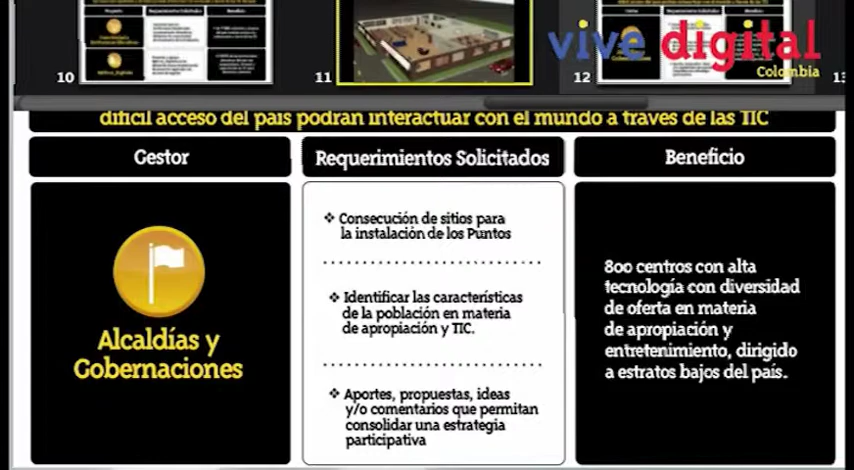 10
11
12
13
vive digital
Colombia
difícil acceso del país podrán interactuar con el mundo a través de las TIC
Gestor
Requerimientos Solicitados
Beneficio
Alcaldías y
Gobernaciones
❖ Consecución de sitios para
la instalación de los Puntos
❖ Identificar las características
de la población en materia
de apropiación y TIC.
❖ Aportes, propuestas, ideas
y/o comentarios que permitan
consolidar una estrategia
participativa
800 centros con alta
tecnología con diversidad
de oferta en materia
de apropiación y
entretenimiento, dirigido
a estratos bajos del país.